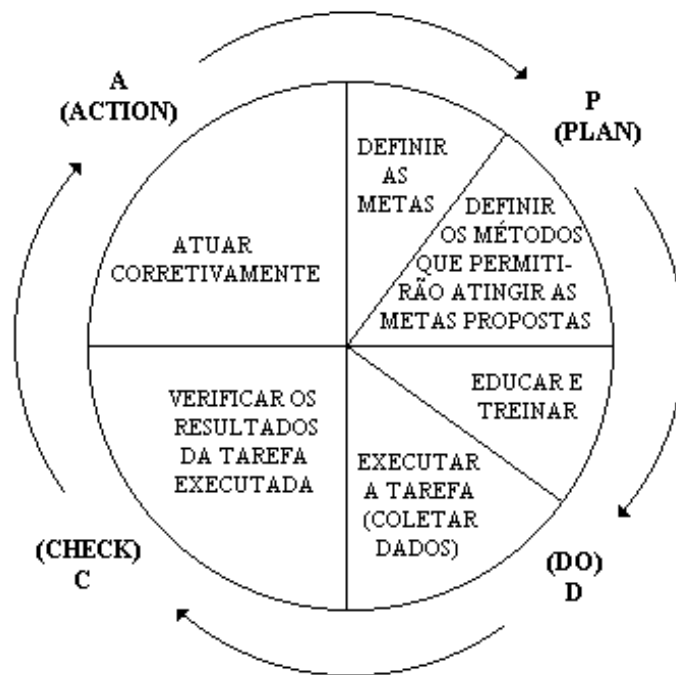 A
(ACTION)
P
(PLAN)
DEFINIR
AS
METAS
DEFINIR
OS MÉTODOS
QUE PERMITI-
RÃO ATINGIR AS
METAS PROPOSTAS
ATUAR
CORRETIVAMENTE
EDUCAR E
TREINAR
VERIFICAR OS
RESULTADOS
DA TAREFA
EXECUTADA
EXECUTAR
A TAREFA
(COLETAR
DADOS)
(CHECK)
C
(DO)
D